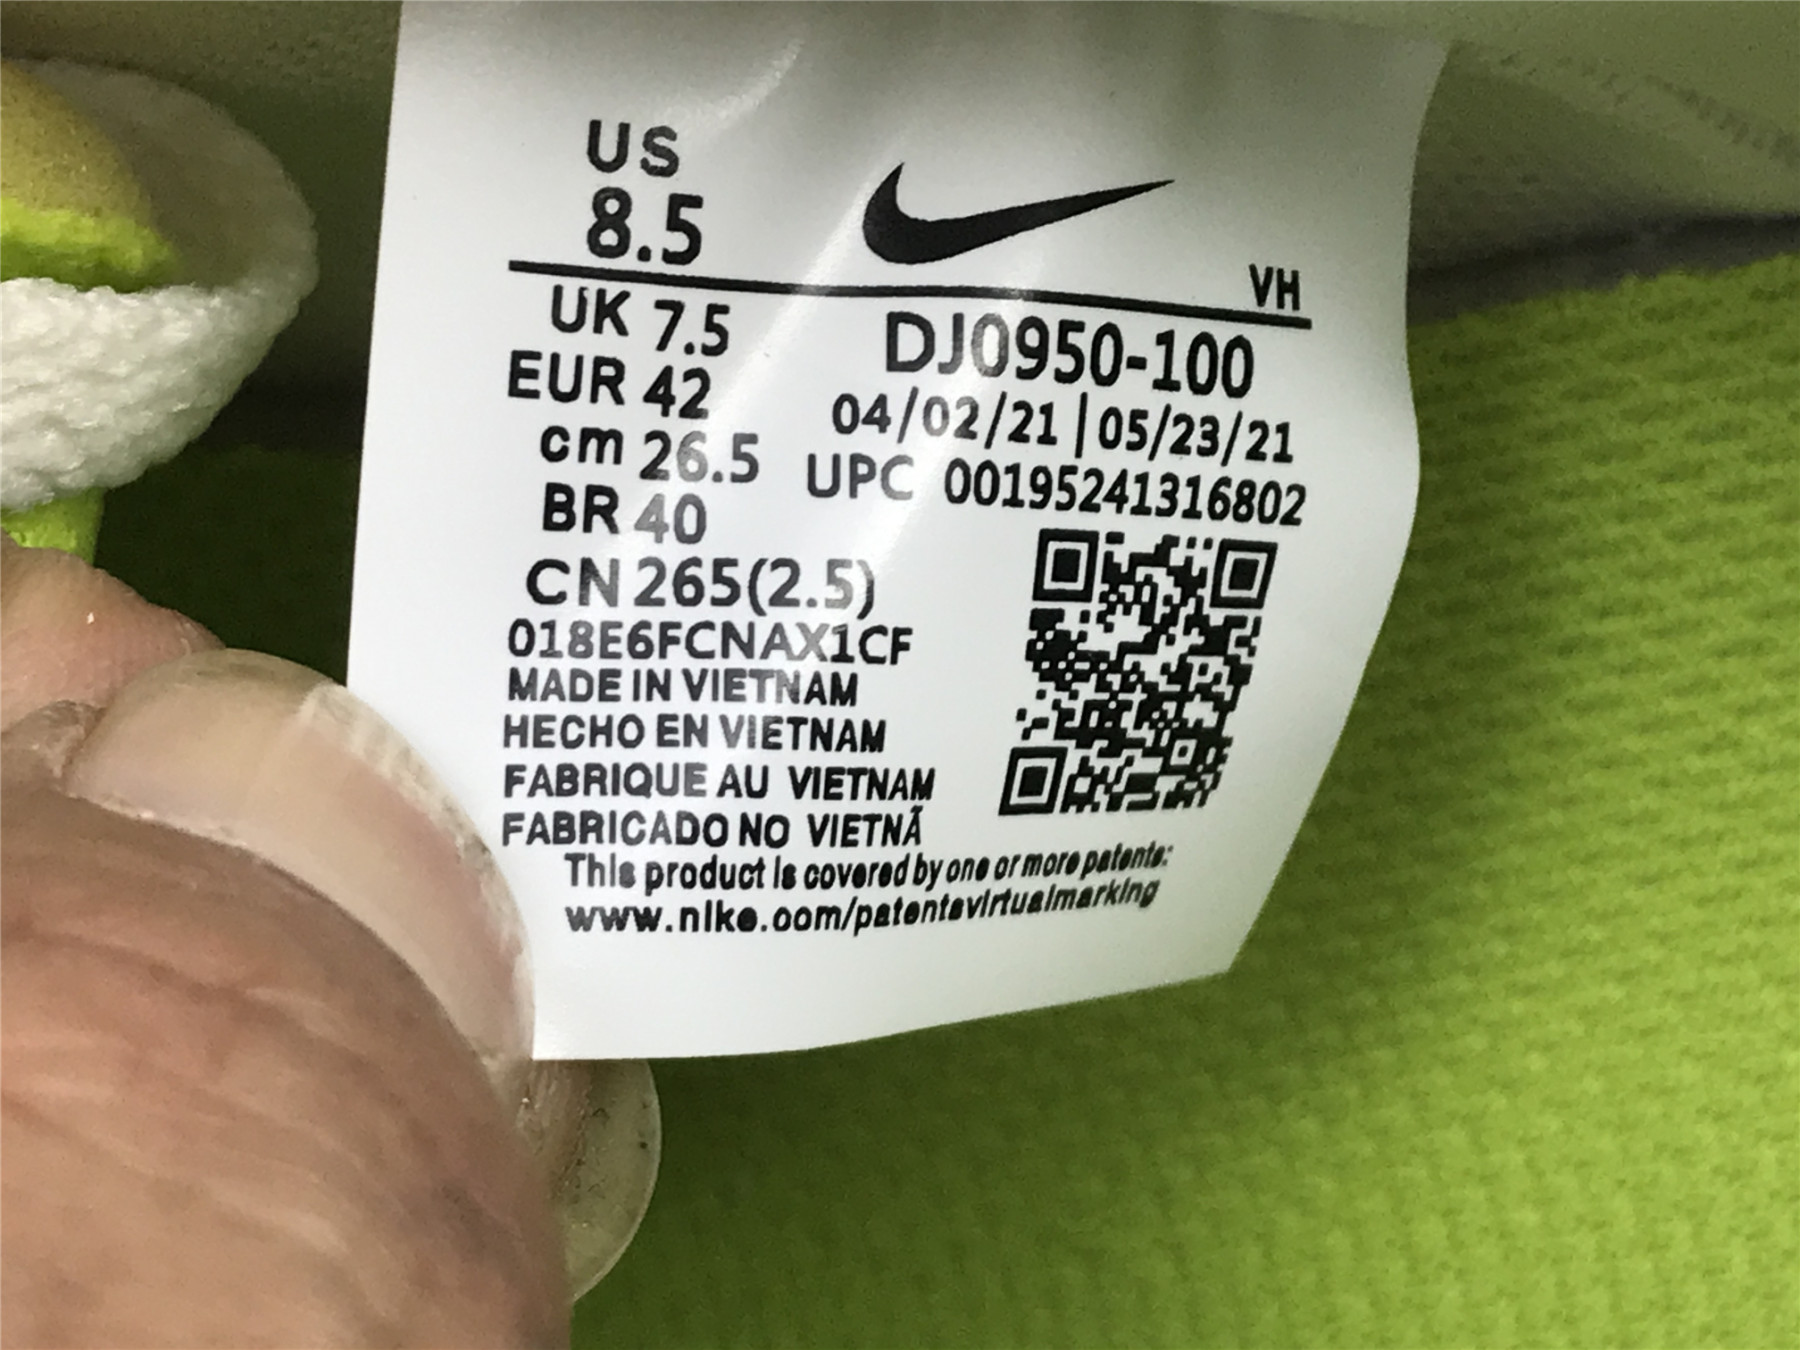 US
8.5
VH
UK 7.5
DJ0950-100
EUR 42
04/02/21 | 05/23/21
cm 26.5
UPC 00195241316802
BR 40
CN 265(2.5)
018E6FCNAX1CF
MADE IN VIETNAM
HECHO EN VIETNAM
FABRIQUE AU VIETNAM
FABRICADO NO VIETNÃ
This product is covered by one or more patents:
www.nike.com/patentsvirtualmarking